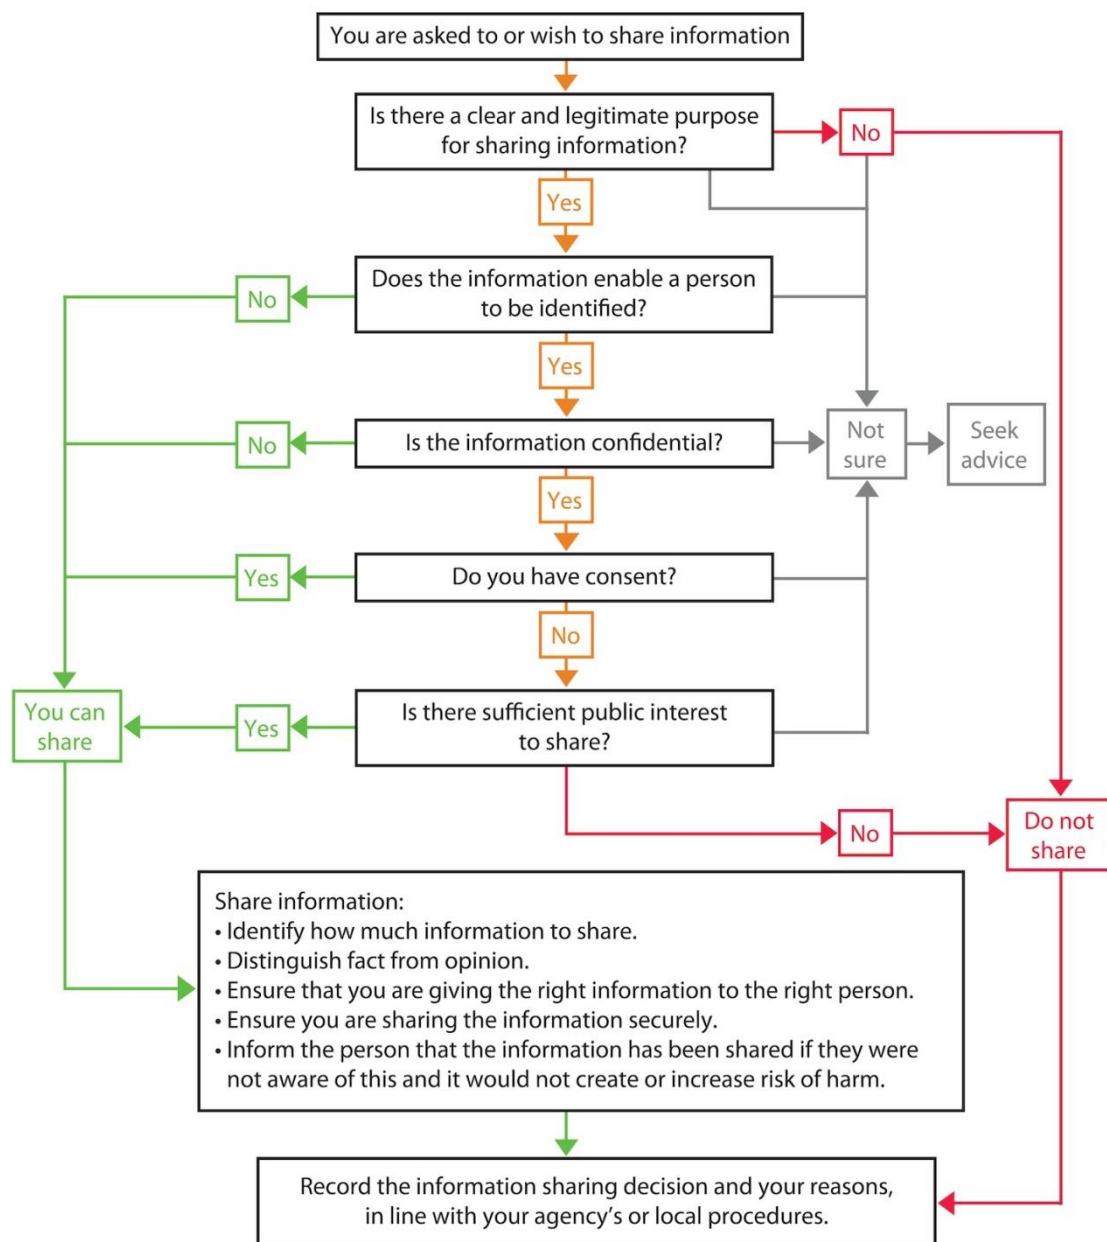 You are asked to or wish to share information
Is there a clear and legitimate purpose
for sharing information?
No
Yes
Does the information enable a person
to be identified?
No
Yes
Is the information confidential?
No
Not
sure
Seek
advice
Yes
Do you have consent?
Yes
No
Is there sufficient public interest
to share?
Yes
You can
share
No
Do not
share
Share information:
• Identify how much information to share.
• Distinguish fact from opinion.
• Ensure that you are giving the right information to the right person.
• Ensure you are sharing the information securely.
• Inform the person that the information has been shared if they were
not aware of this and it would not create or increase risk of harm.
Record the information sharing decision and your reasons,
in line with your agency’s or local procedures.